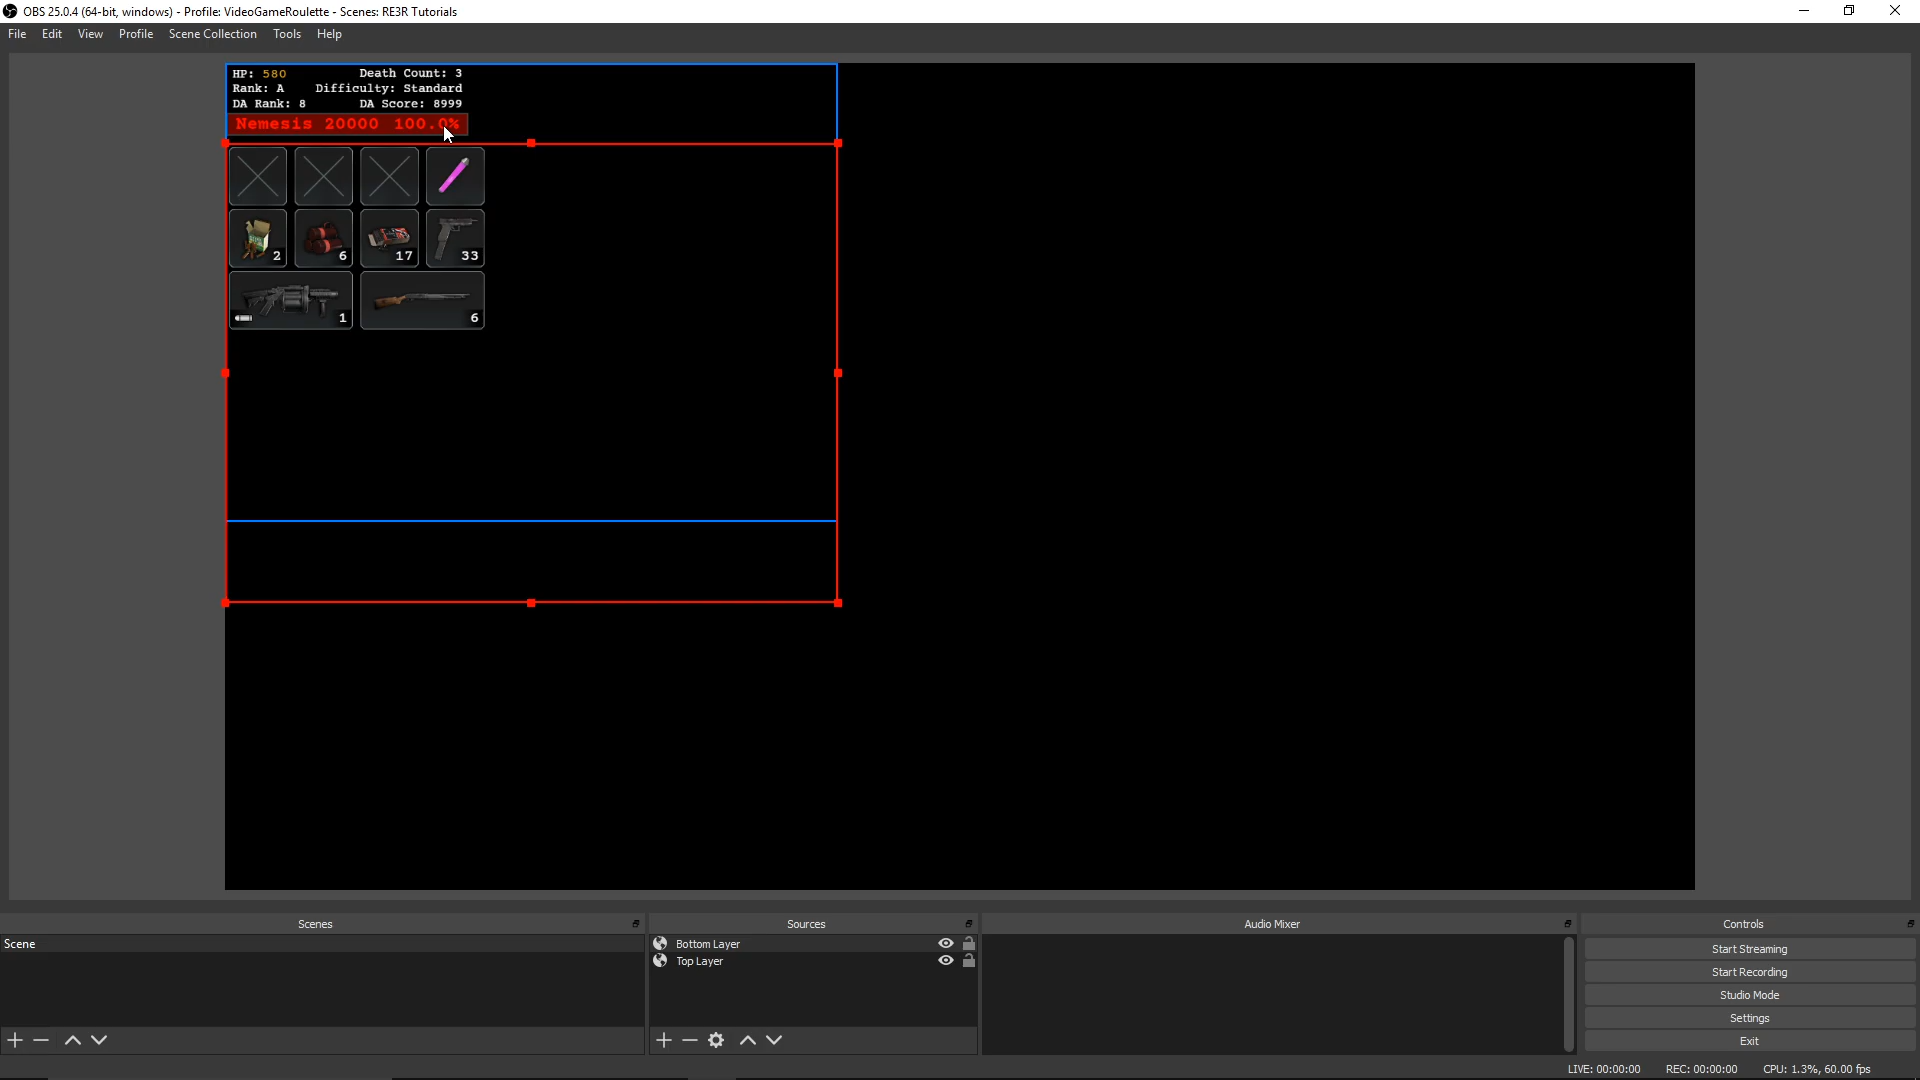 OBS 25.0.4 (64-bit, windows) - Profile: VideoGameRoulette - Scenes: RE3R Tutorials
File Edit View Profile Scene Collection Tools Help
HP: 580 Death Count: 3
Rank: A Difficulty: Standard
DA Rank: 8 DA Score: 8999
Nemesis 20000 100.0%
2 6 17 33
1 6
Scenes Sources Audio Mixer Controls
Scene
Bottom Layer
Top Layer
Start Streaming
Start Recording
Studio Mode
Settings
Exit
LIVE: 00:00:00 REC: 00:00:00 CPU: 1.3%, 60.00 fps